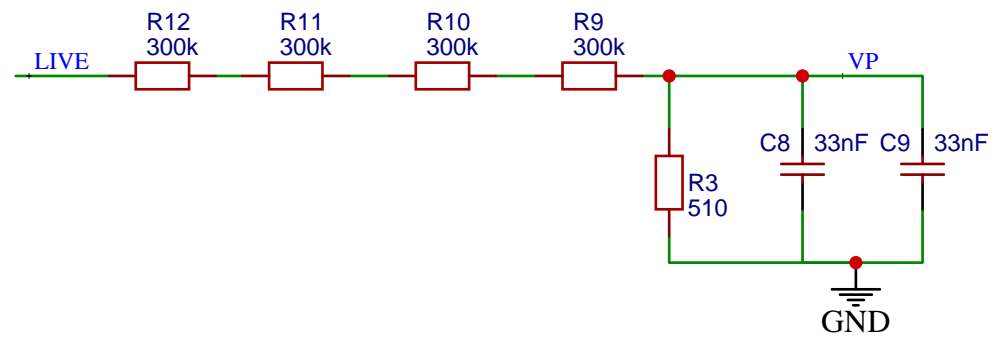 R12
300k
R11
300k
R10
300k
R9
300k
LIVE
VP
C8 33nF
C9 33nF
R3
510
GND